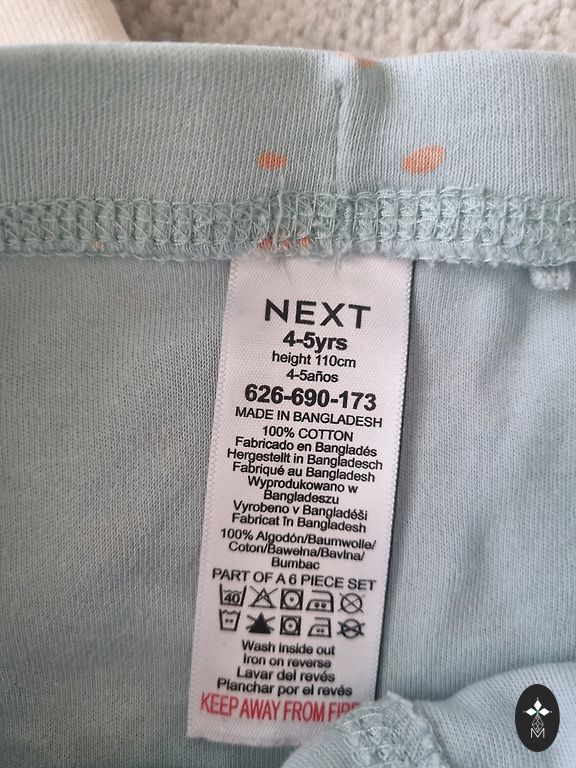 NEXT
4-5yrs
height 110cm
4-5años
626-690-173
MADE IN BANGLADESH
100% COTTON
Fabricado en Bangladés
Hergestellt in Bangladesch
Fabriqué au Bangladesh
Wyprodukowano w
Bangladeszu
Vyrobeno v Bangladéši
Fabricat în Bangladesh
100% Algodón/Baumwolle/
Coton/Bawełna/Bavlna/
Bumbac
PART OF A 6 PIECE SET
40
Wash inside out
Iron on reverse
Lavar del revés
Planchar por el revés
KEEP AWAY FROM FIRE
M